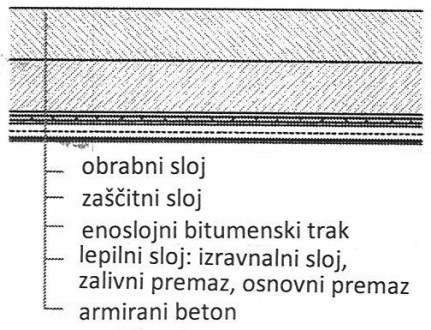 obrabni sloj
zaščitni sloj
enoslojni bitumenski trak
lepilni sloj: izravnalni sloj,
zalivni premaz, osnovni premaz
armirani beton